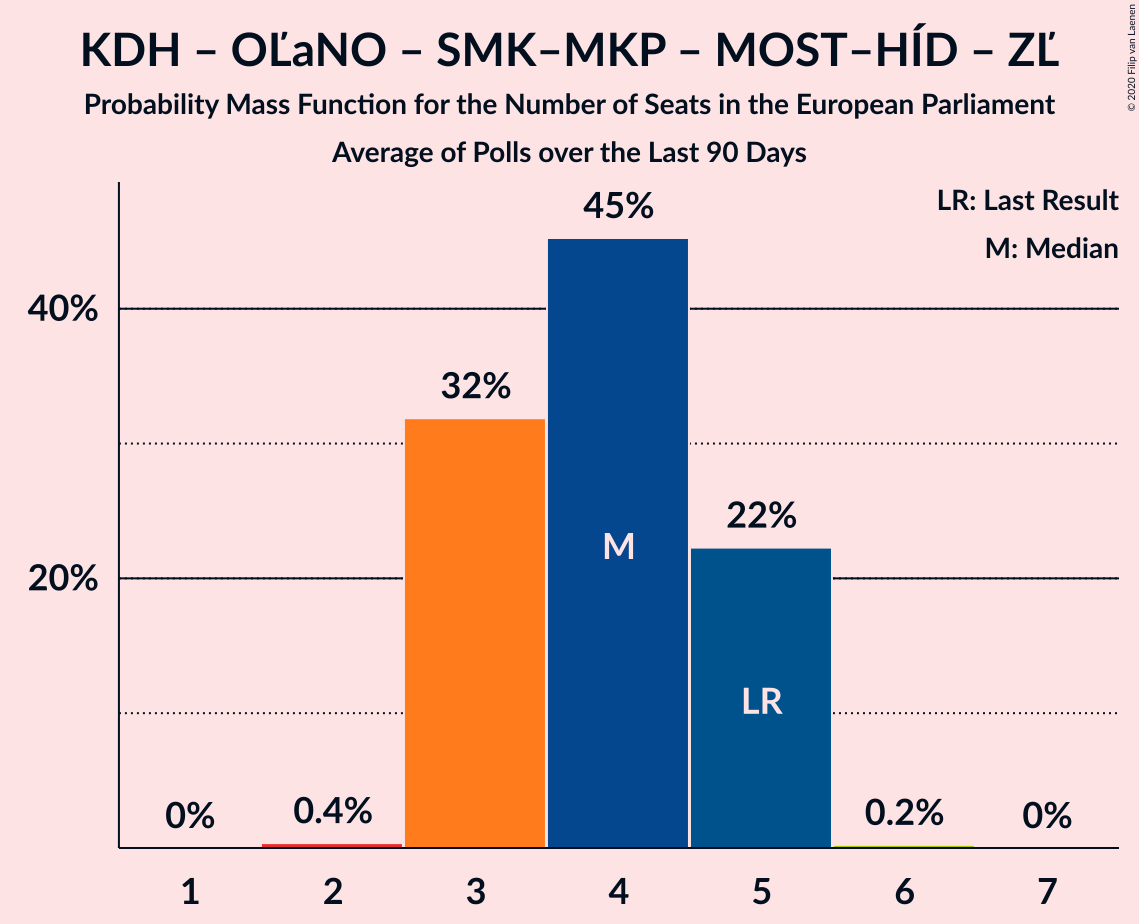 KDH – OĽaNO – SMK–MKP – MOST–HÍD – ZĽ
Probability Mass Function for the Number of Seats in the European Parliament
Average of Polls over the Last 90 Days
© 2020 Filip van Laenen
LR: Last Result
M: Median
45%
40%
32%
22%
M
20%
LR
0%
0.4%
0.2%
0%
1 2 3 4 5 6 7